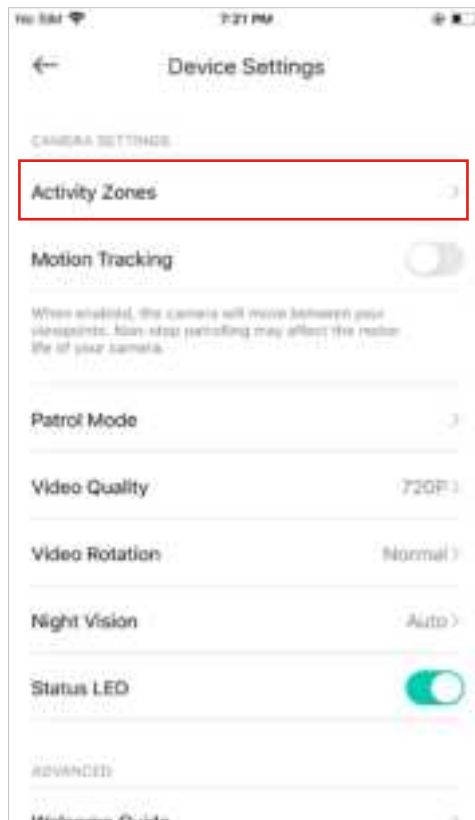 No SIM 7:21 PM
Device Settings
CAMERA SETTINGS
Activity Zones
Motion Tracking
When enabled, the camera will move between your
viewpoints. Non-stop patrolling may affect the motor
life of your camera.
Patrol Mode
Video Quality 720P
Video Rotation Normal
Night Vision Auto
Status LED
ADVANCED
Welcome Guide